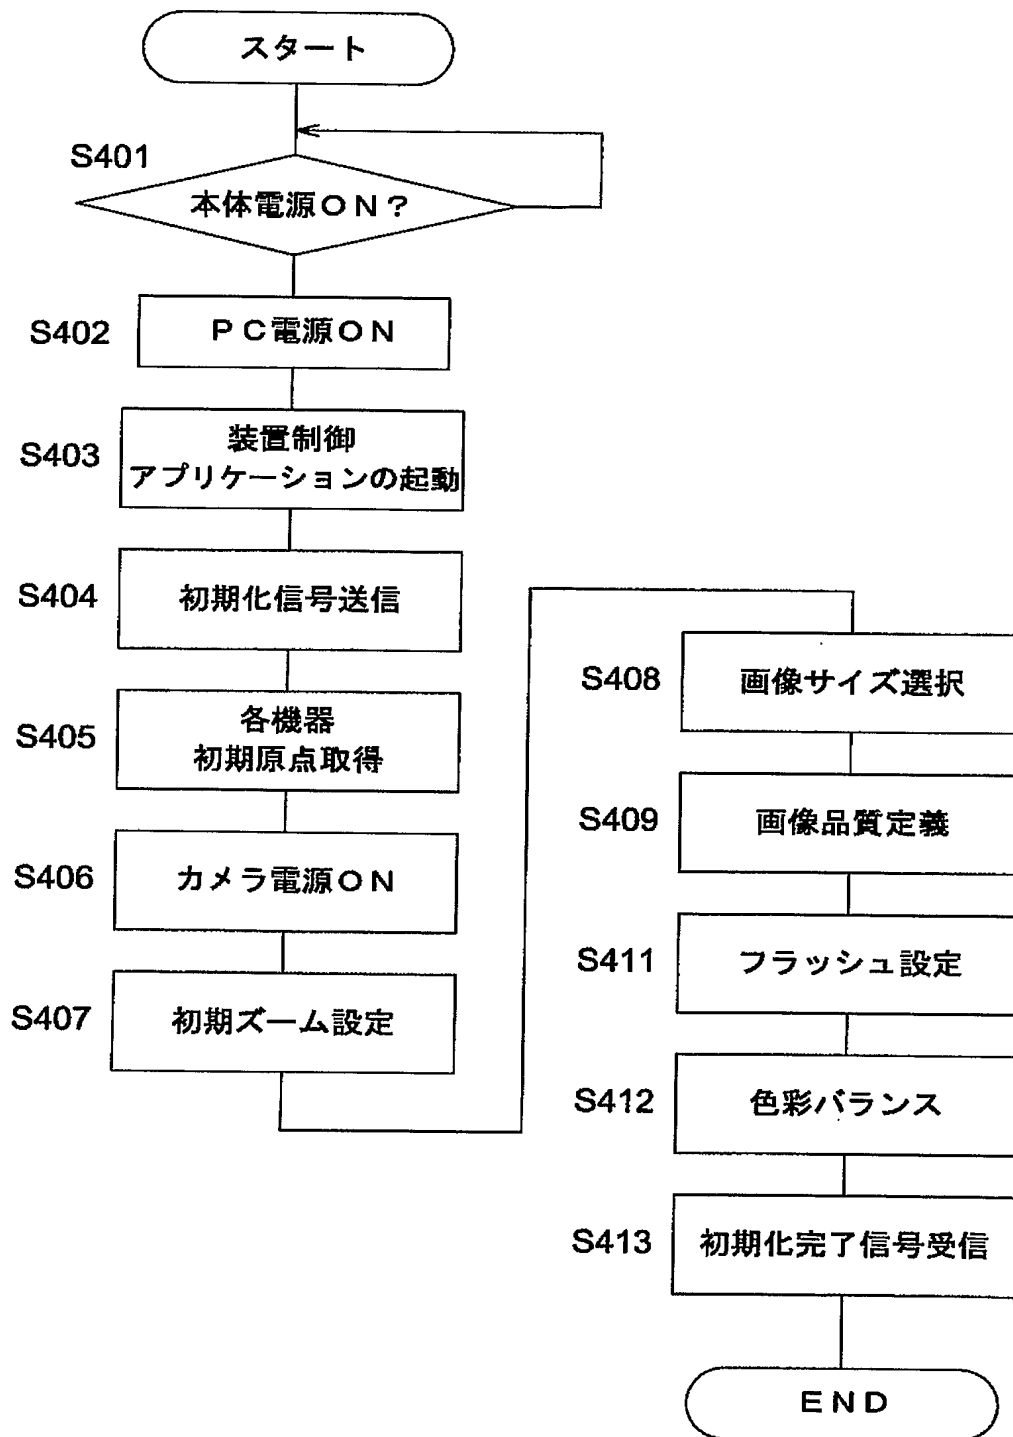 スタート
S401
本体電源ON?
S402
PC電源ON
S403
装置制御
アプリケーションの起動
S404
初期化信号送信
S405
各機器
初期原点取得
S406
カメラ電源ON
S407
初期ズーム設定
S408
画像サイズ選択
S409
画像品質定義
S411
フラッシュ設定
S412
色彩バランス
S413
初期化完了信号受信
END